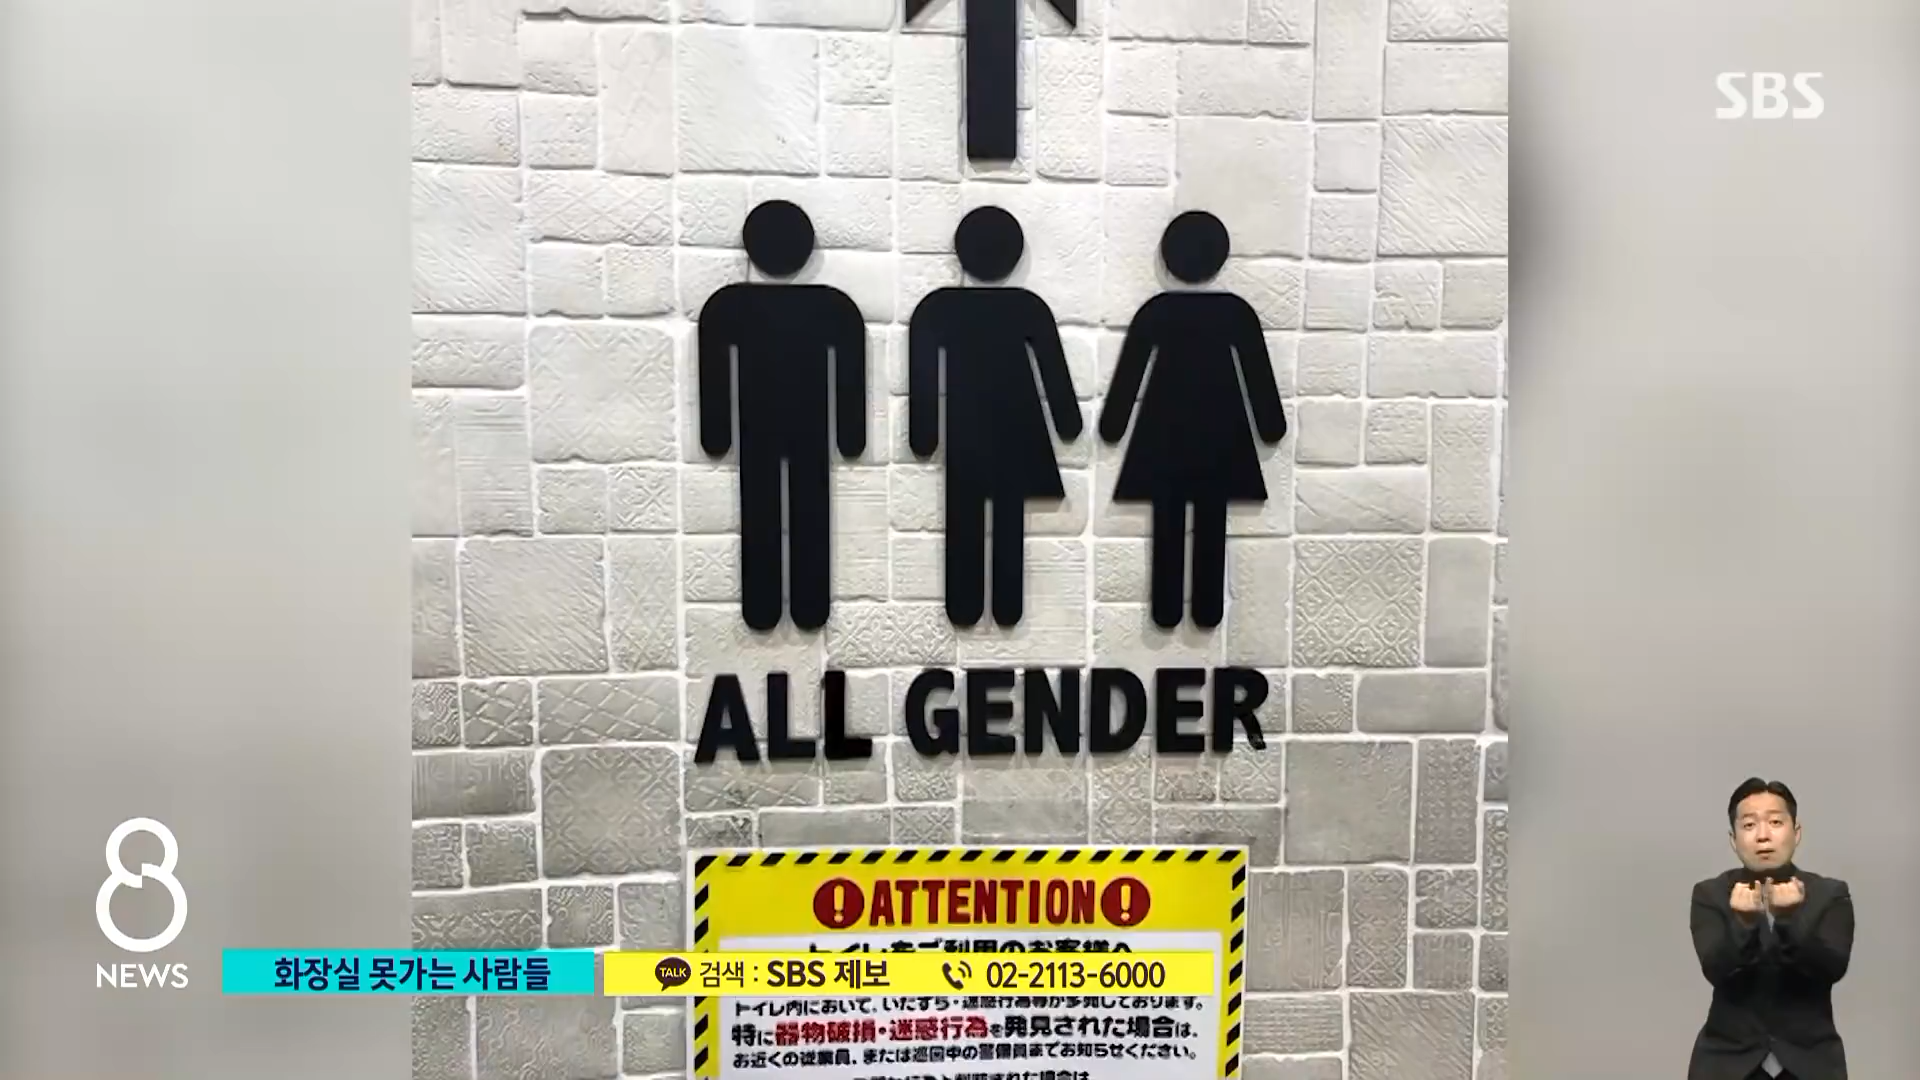 SBS
ALL GENDER
ATTENTION
トイレをご利用のお客様へ
8
NEWS
화장실 못가는 사람들
TALK 검색 : SBS 제보 02-2113-6000
トイレ内において、いたずら・迷惑行為等が多発しております。
特に器物破損・迷惑行為を発見された場合は、
お近くの従業員、または巡回中の警備員までお知らせください。